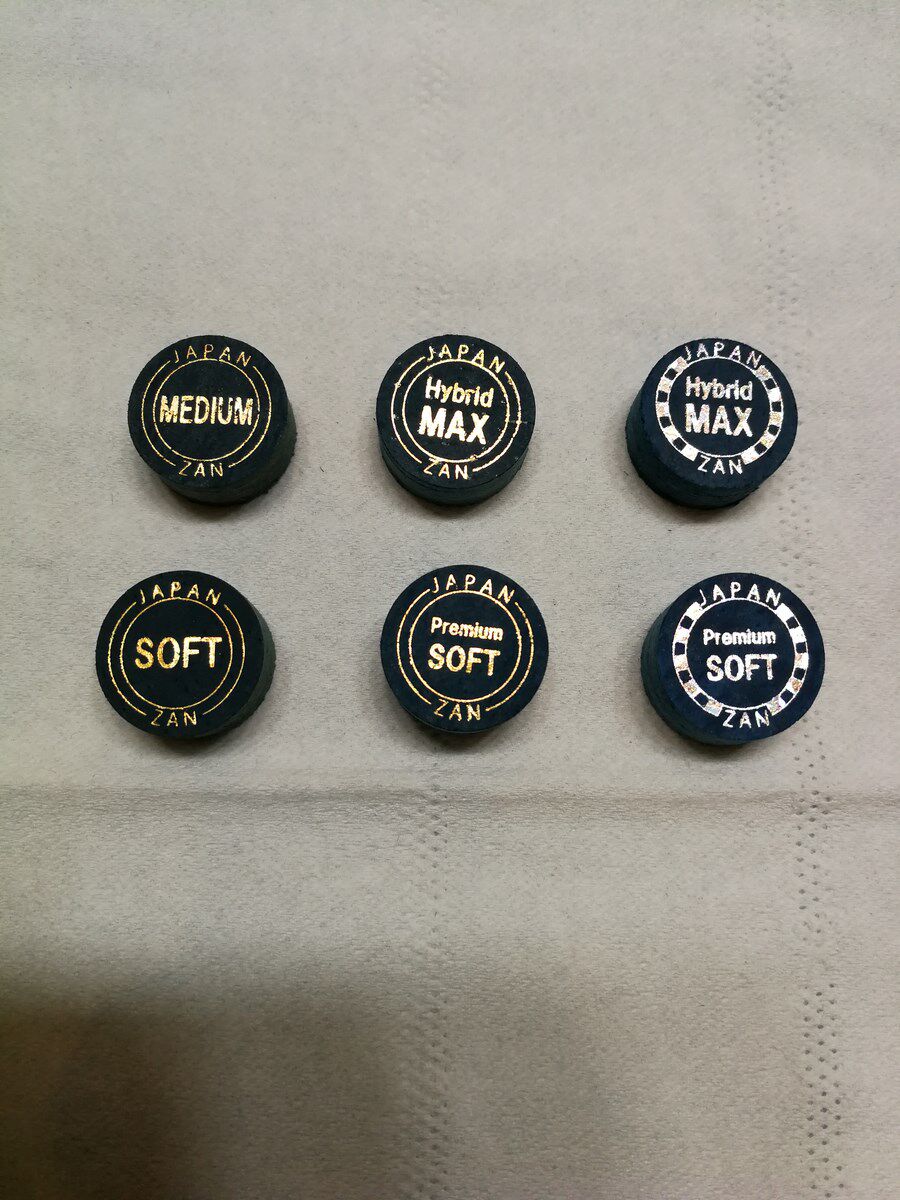 JAPAN
MEDIUM
ZAN
JAPAN
Hybrid
MAX
ZAN
JAPAN
Hybrid
MAX
ZAN
JAPAN
SOFT
ZAN
JAPAN
Premium
SOFT
ZAN
JAPAN
Premium
SOFT
ZAN